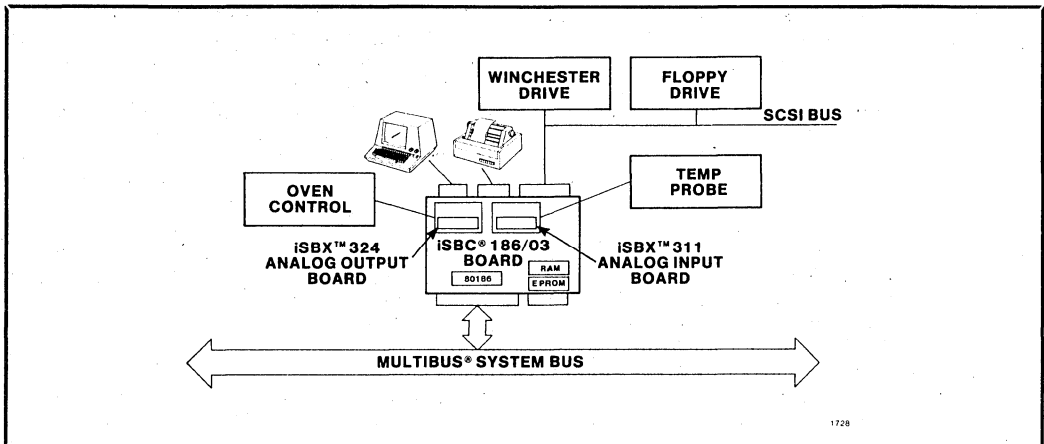 WINCHESTER
DRIVE
FLOPPY
DRIVE
SCSI BUS
OVEN
CONTROL
TEMP
PROBE
iSBX™ 324
ANALOG OUTPUT
BOARD
iSBC® 186/03
BOARD
80186
RAM
EPROM
iSBX™ 311
ANALOG INPUT
BOARD
MULTIBUS® SYSTEM BUS
1728